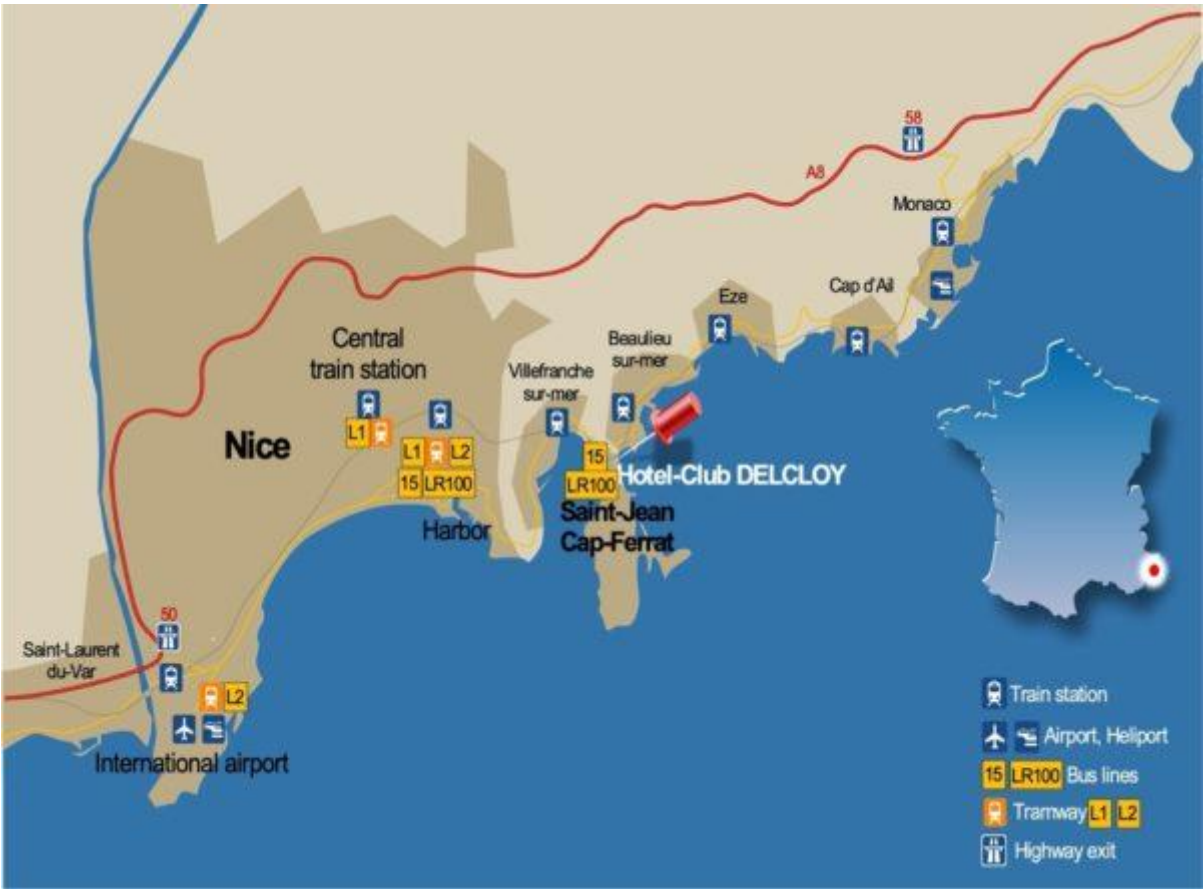 58
A8
Monaco
Eze
Cap d'Ail
Central
train station
Beaulieu
sur-mer
Villefranche
sur-mer
L1
Nice
L1 L2
15 LR100
Harbor
15
LR100
Hotel-Club DELCLOY
Saint-Jean
Cap-Ferrat
50
Saint-Laurent
du-Var
L2
International airport
Train station
Airport, Heliport
15 LR100 Bus lines
Tramway L1 L2
Highway exit